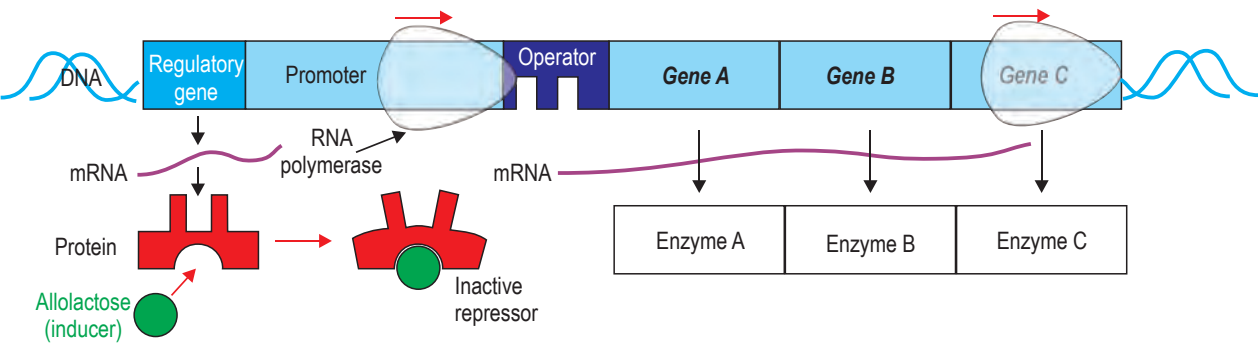 DNA
Regulatory
gene
Promoter
Operator
Gene A
Gene B
Gene C
RNA
polymerase
mRNA
mRNA
Protein
Enzyme A
Enzyme B
Enzyme C
Allolactose
(inducer)
Inactive
repressor